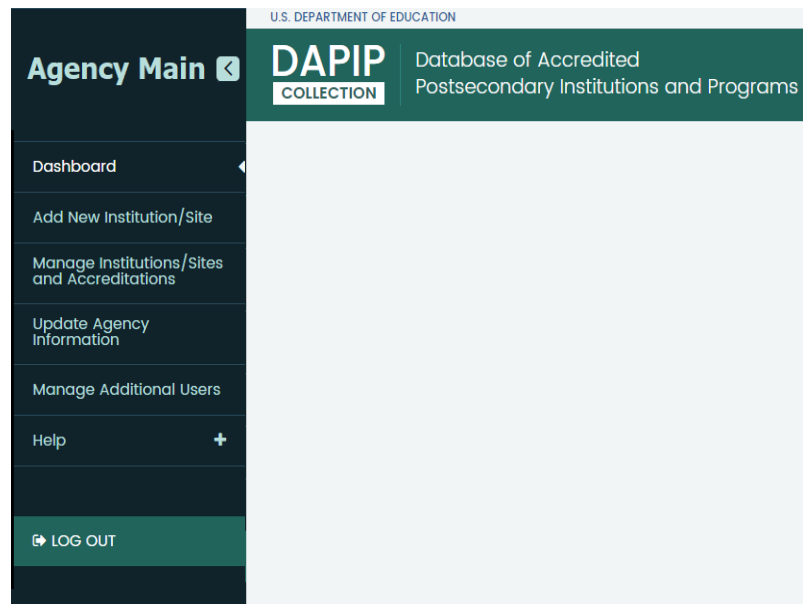 U.S. DEPARTMENT OF EDUCATION
Agency Main
DAPIP
COLLECTION
Database of Accredited
Postsecondary Institutions and Programs
Dashboard
Add New Institution/Site
Manage Institutions/Sites
and Accreditations
Update Agency
Information
Manage Additional Users
Help +
LOG OUT